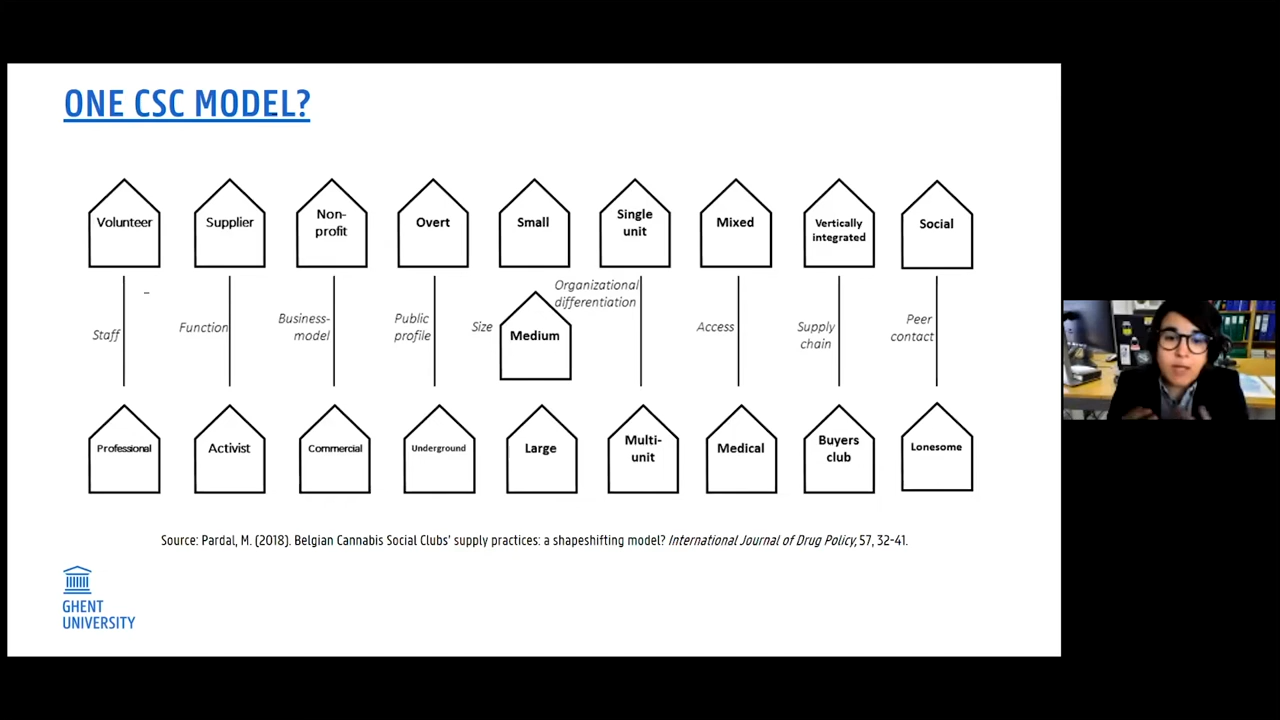 ONE CSC MODEL?
Volunteer
Supplier
Non-
profit
Overt
Small
Single
unit
Mixed
Vertically
integrated
Social
Staff
Function
Business-
model
Public
profile
Size
Medium
Organizational
differentiation
Access
Supply
chain
Peer
contact
Professional
Activist
Commercial
Underground
Large
Multi-
unit
Medical
Buyers
club
Lonesome
Source: Pardal, M. (2018). Belgian Cannabis Social Clubs' supply practices: a shapeshifting model? International Journal of Drug Policy, 57, 32-41.
GHENT
UNIVERSITY